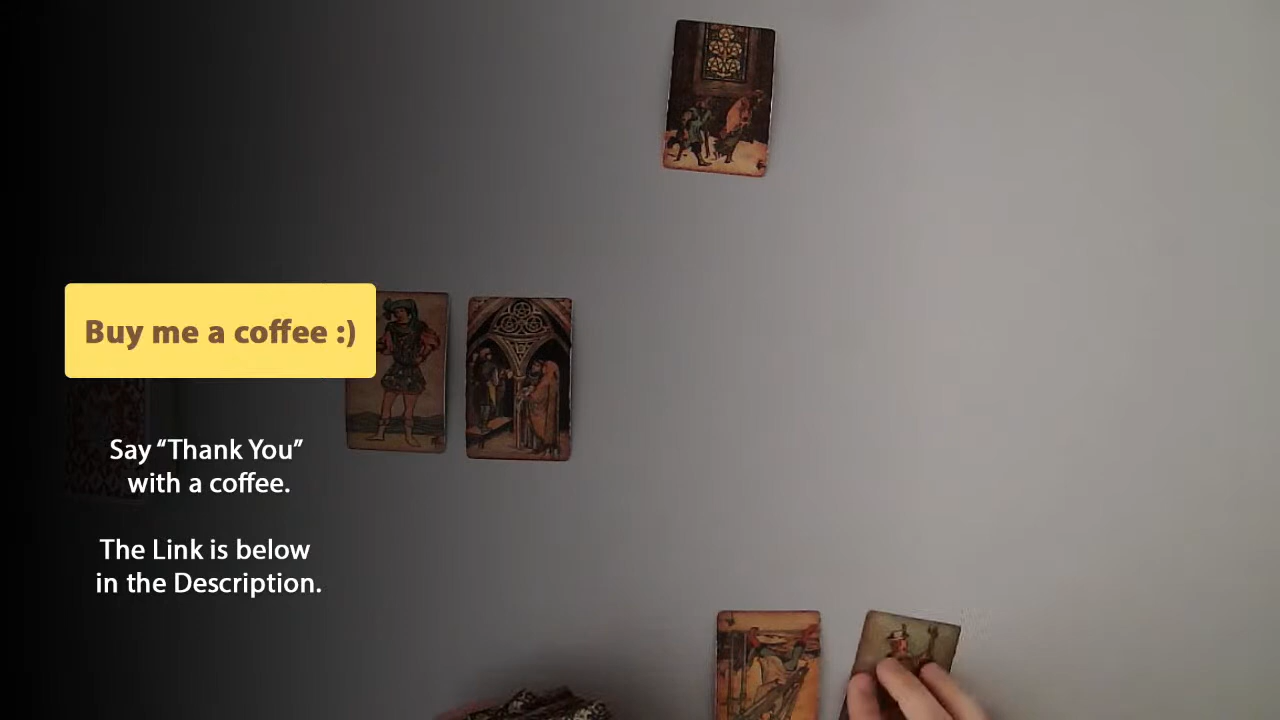 Buy me a coffee :)
Say “Thank You”
with a coffee.
The Link is below
in the Description.